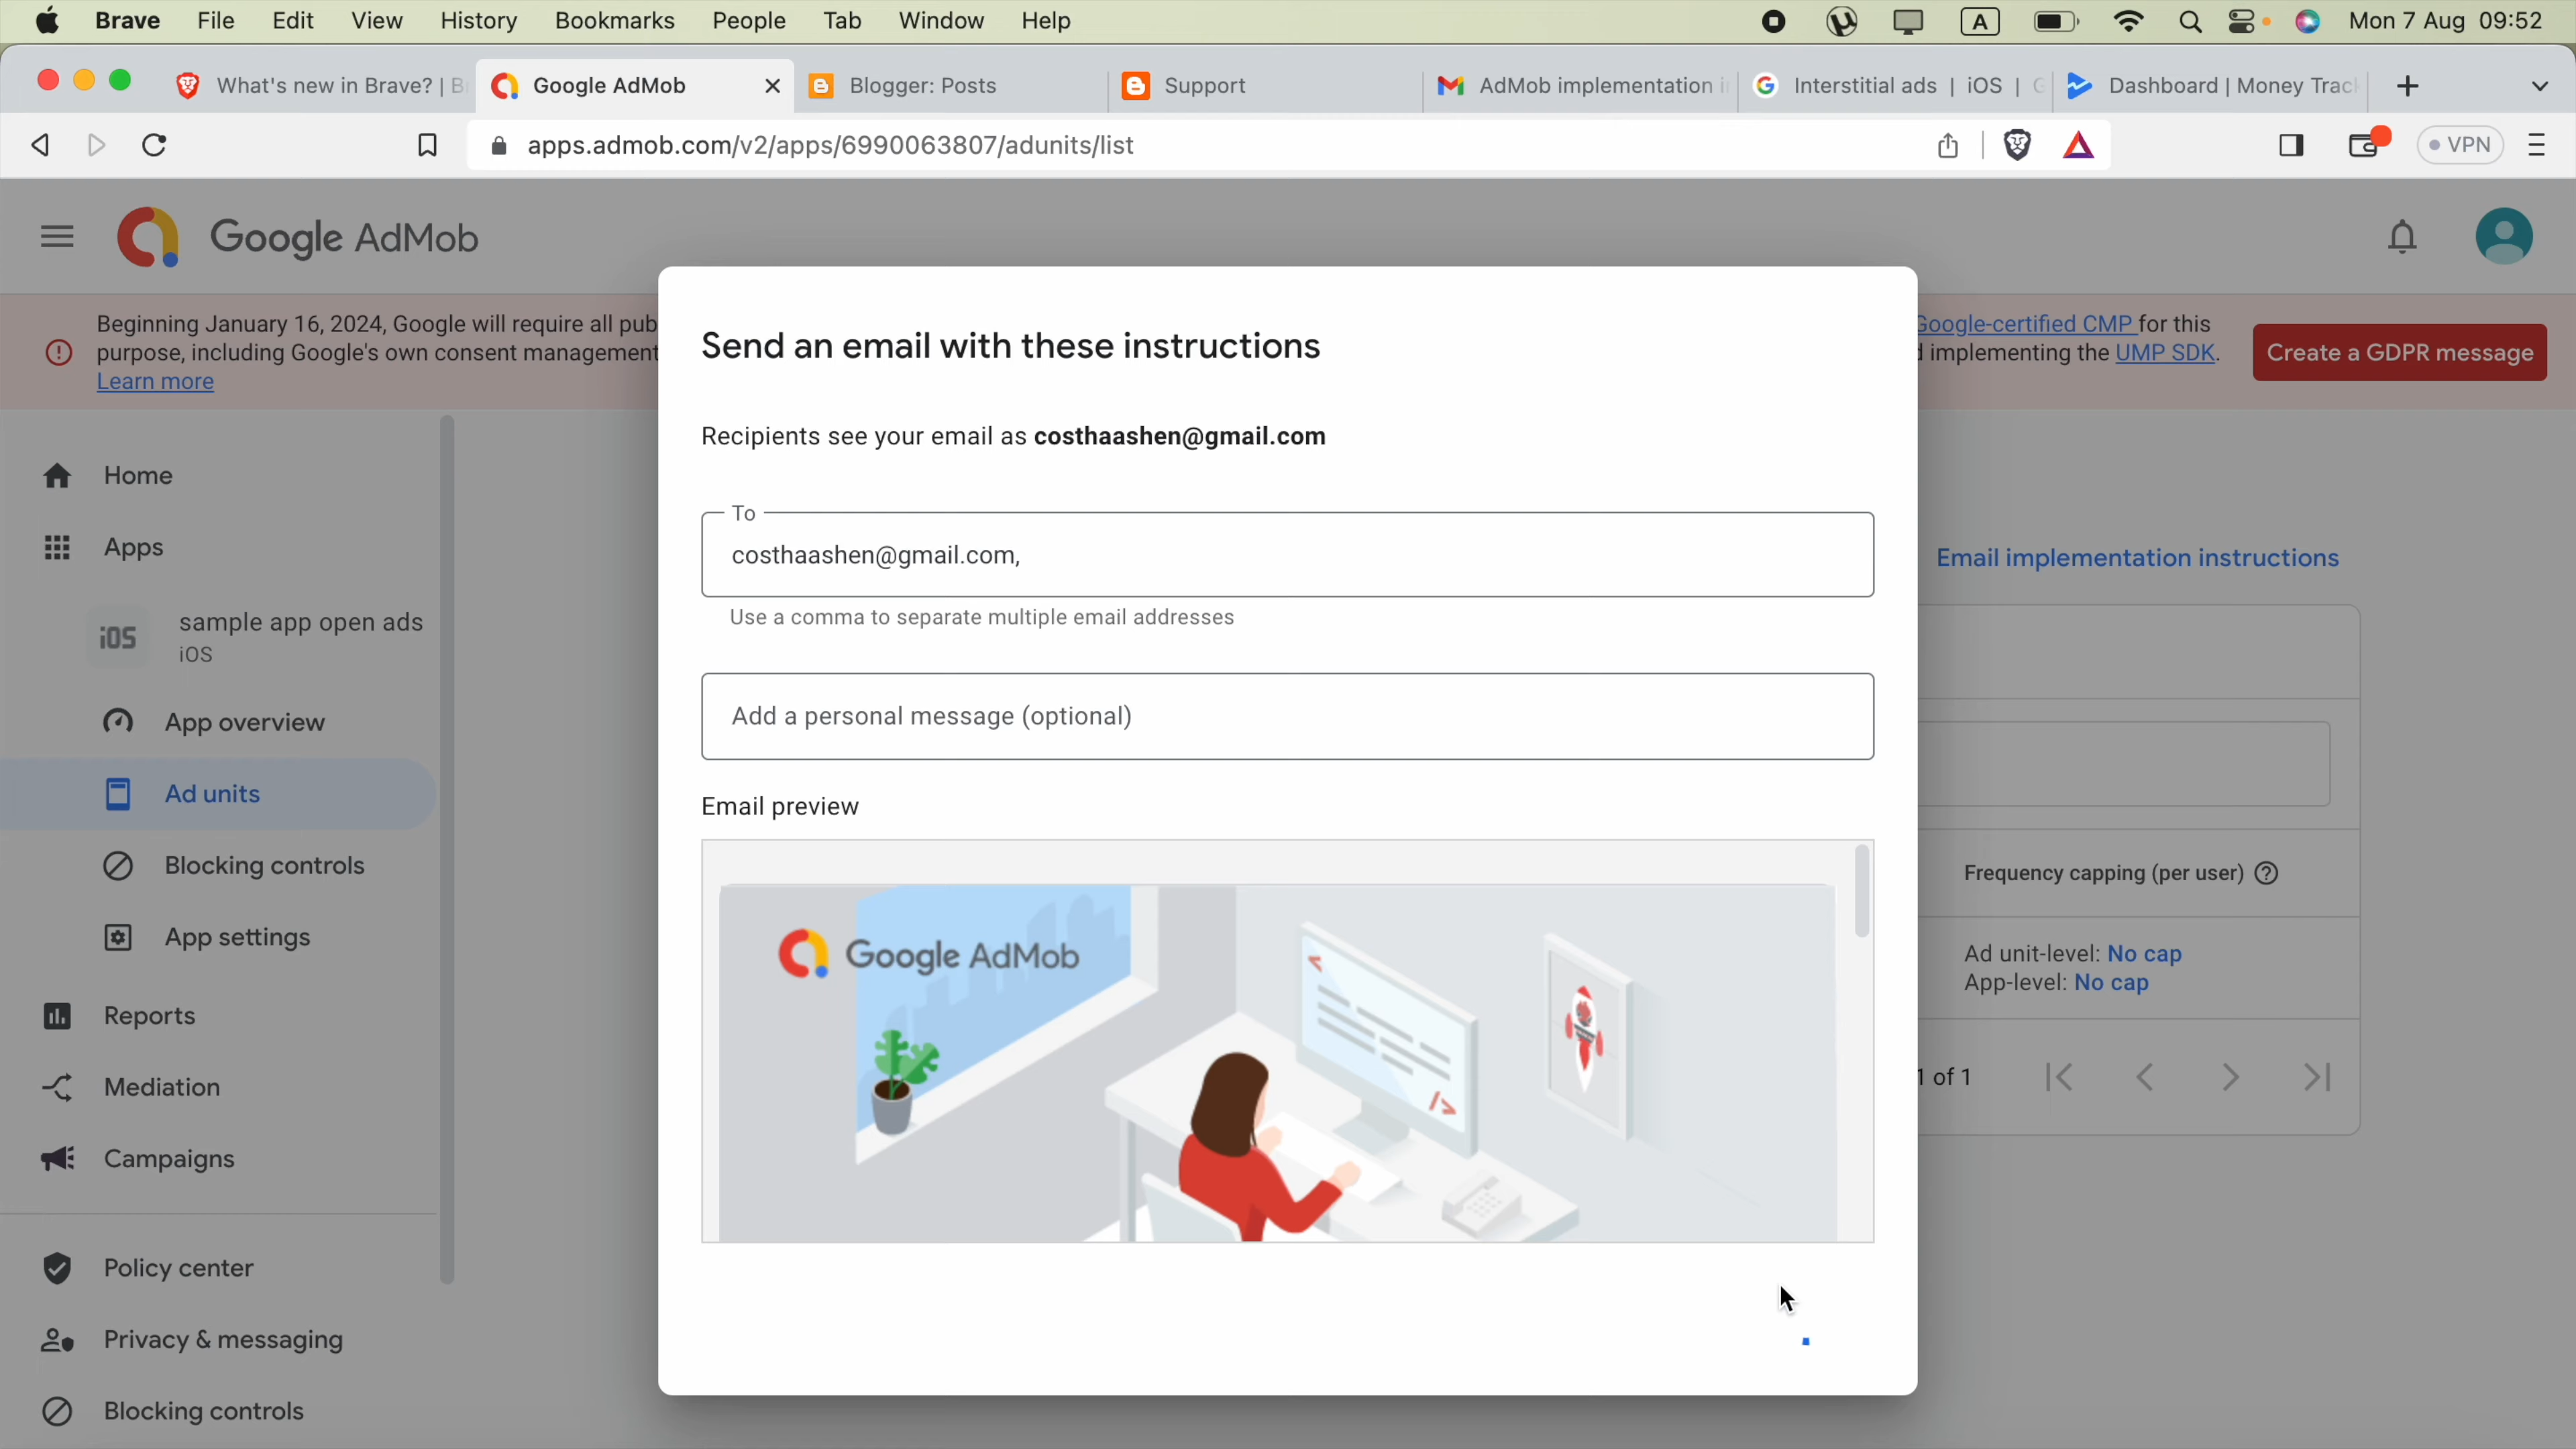 Brave File Edit View History Bookmarks People Tab Window Help A Mon 7 Aug 09:52
What's new in Brave? | B Google AdMob Blogger: Posts Support AdMob implementation i Interstitial ads | iOS | G Dashboard | Money Track
apps.admob.com/v2/apps/6990063807/adunits/list VPN
Google AdMob
Beginning January 16, 2024, Google will require all pub
purpose, including Google's own consent management
Learn more
Google-certified CMP for this
d implementing the UMP SDK.
Create a GDPR message
Home
Apps
iOS
sample app open ads
iOS
App overview
Ad units
Blocking controls
App settings
Reports
Mediation
Campaigns
Policy center
Privacy & messaging
Blocking controls
Send an email with these instructions
Recipients see your email as costhaashen@gmail.com
To
costhaashen@gmail.com,
Use a comma to separate multiple email addresses
Add a personal message (optional)
Email preview
Google AdMob
Email implementation instructions
Frequency capping (per user)
Ad unit-level: No cap
App-level: No cap
1 of 1